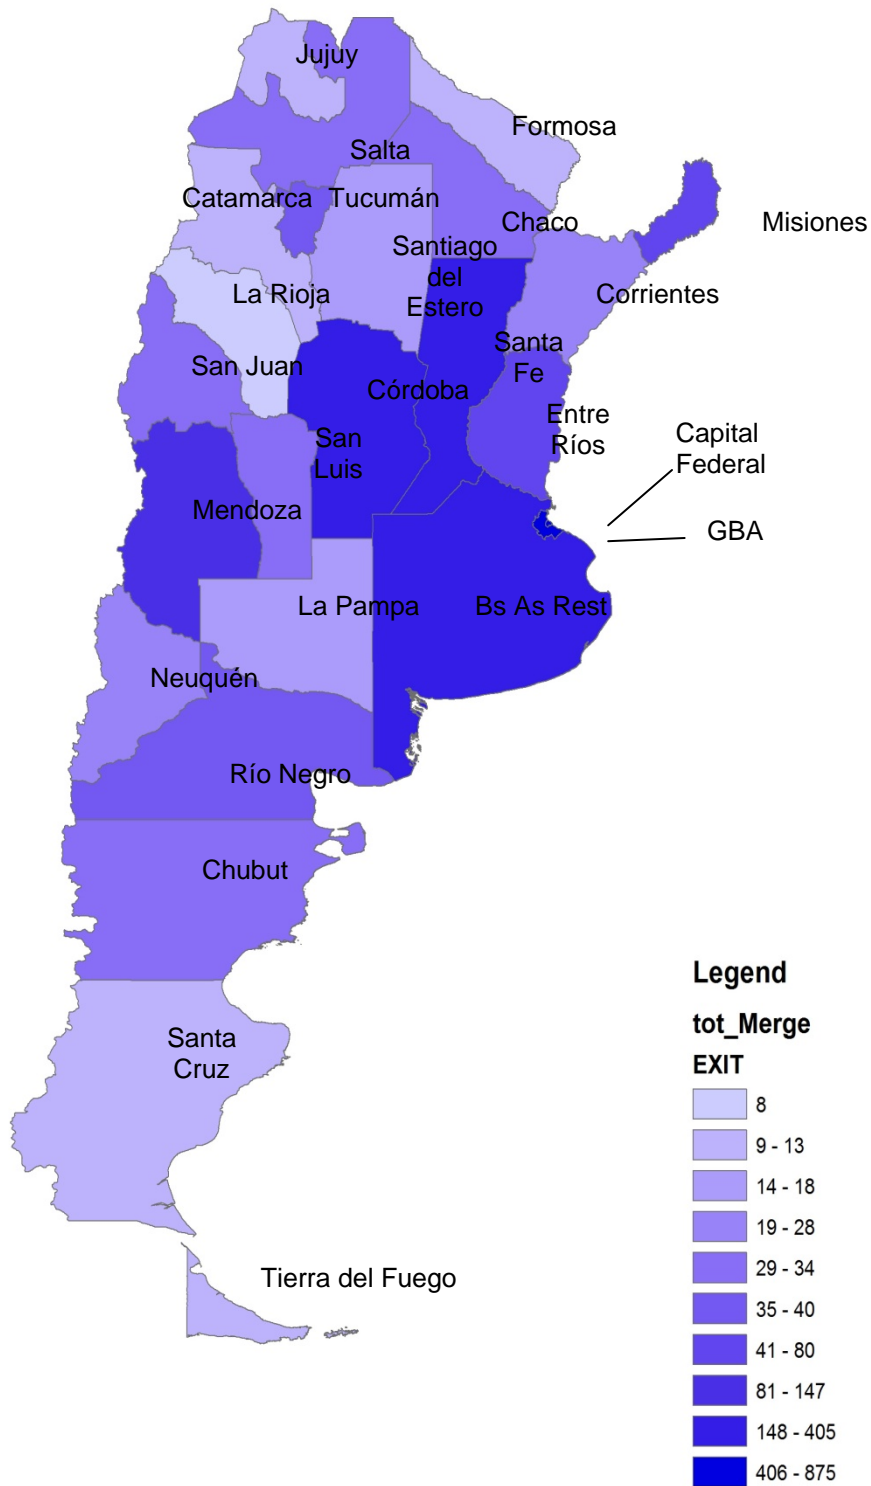 Jujuy
Formosa
Salta
Catamarca
Tucumán
Misiones
Chaco
Santiago
del
Estero
La Rioja
Corrientes
San Juan
Santa
Fe
Córdoba
Entre
Ríos
San
Luis
Capital
Federal
Mendoza
GBA
La Pampa
Bs As Rest
Neuquén
Río Negro
Chubut
Santa
Cruz
Tierra del Fuego
Legend
tot_Merge
EXIT
8
9 - 13
14 - 18
19 - 28
29 - 34
35 - 40
41 - 80
81 - 147
148 - 405
406 - 875